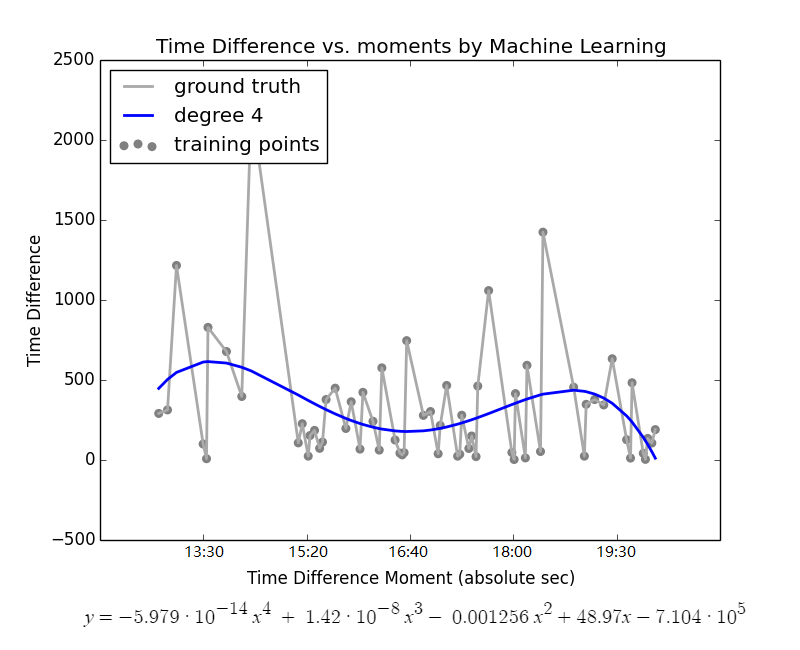 Time Difference vs. moments by Machine Learning
2500
ground truth
degree 4
training points
2000
1500
1000
500
0
−500
Time Difference
13:30 15:20 16:40 18:00 19:30
Time Difference Moment (absolute sec)
y = −5.979 · 10^−14 x^4 + 1.42 · 10^−8 x^3 − 0.001256 x^2 + 48.97x − 7.104 · 10^5